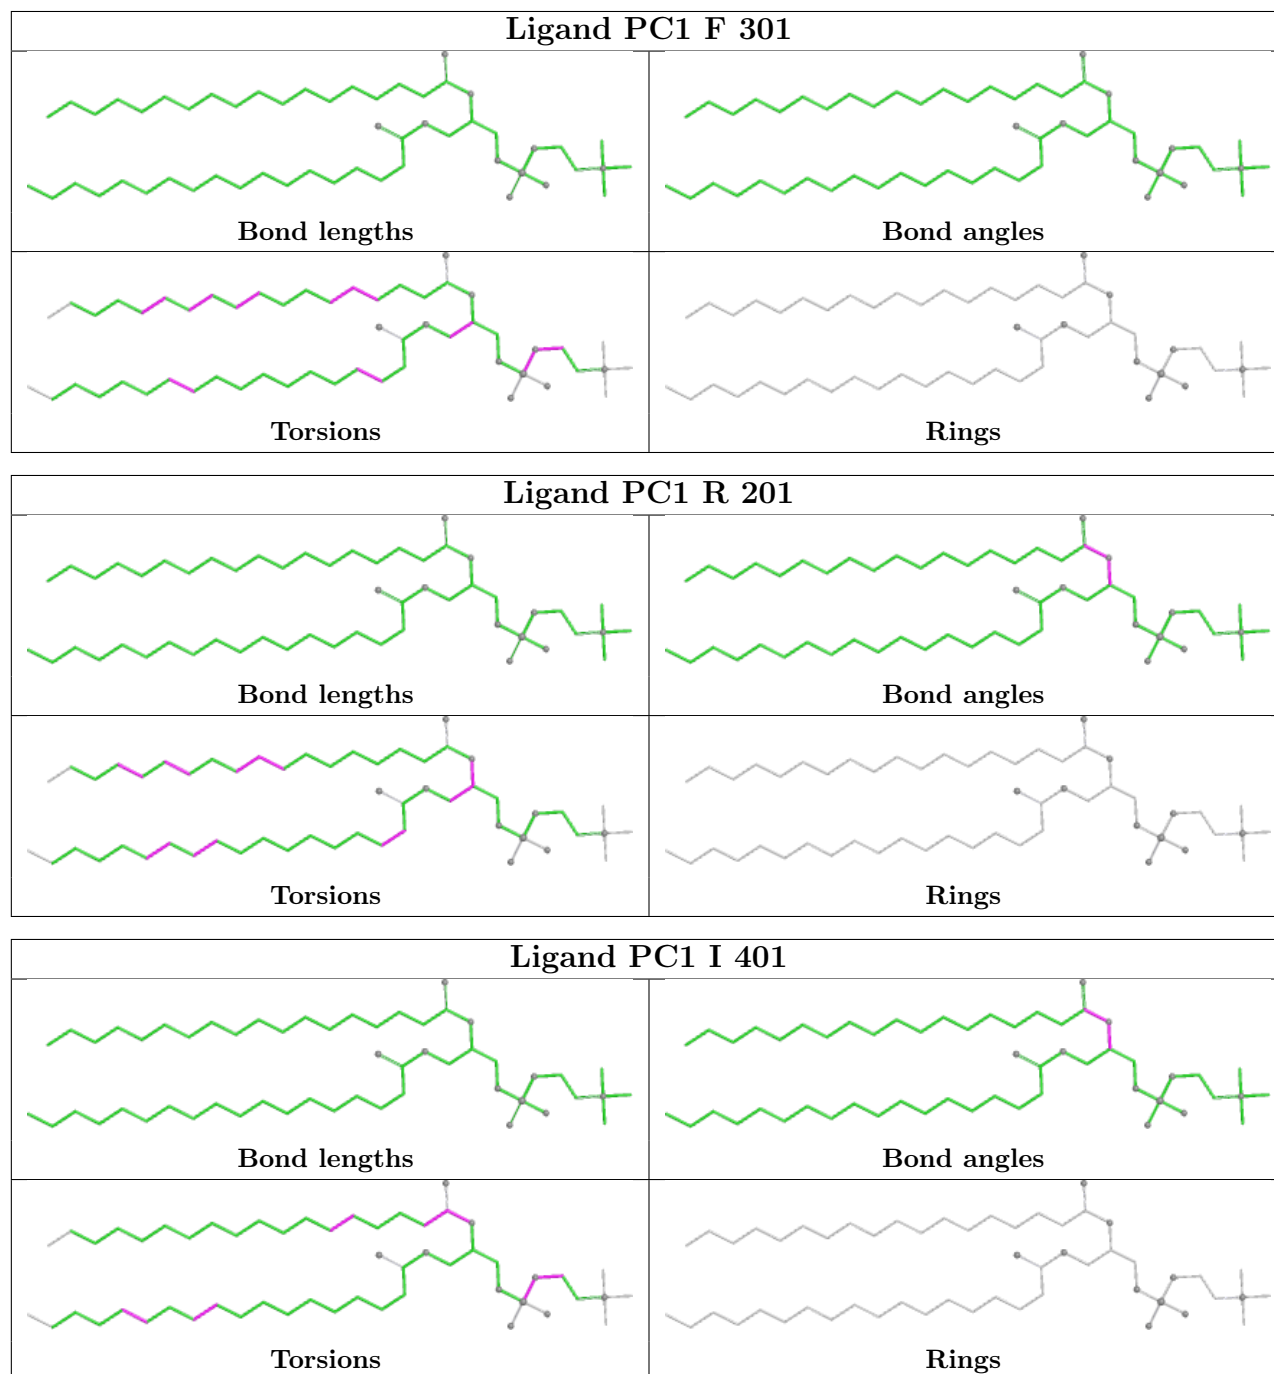 Ligand PC1 F 301
Bond lengths
Bond angles
Torsions
Rings
Ligand PC1 R 201
Bond lengths
Bond angles
Torsions
Rings
Ligand PC1 I 401
Bond lengths
Bond angles
Torsions
Rings